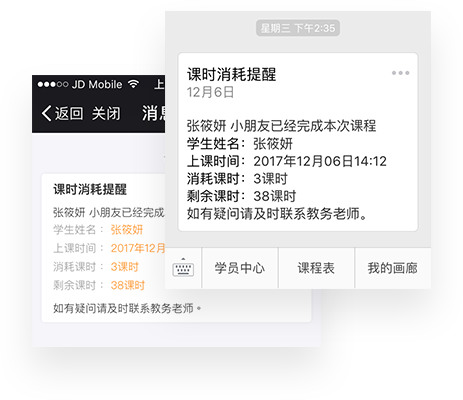 星期三 下午2:35
课时消耗提醒
12月6日
张筱妍 小朋友已经完成本次课程
学生姓名：张筱妍
上课时间：2017年12月06日14:12
消耗课时：3课时
剩余课时：38课时
如有疑问请及时联系教务老师。
学员中心
课程表
我的画廊
JD Mobile 上
返回 关闭 消息
课时消耗提醒
张筱妍 小朋友已经完成
学生姓名： 张筱妍
上课时间： 2017年12月
消耗课时： 3课时
剩余课时： 38课时
如有疑问请及时联系教务老师。